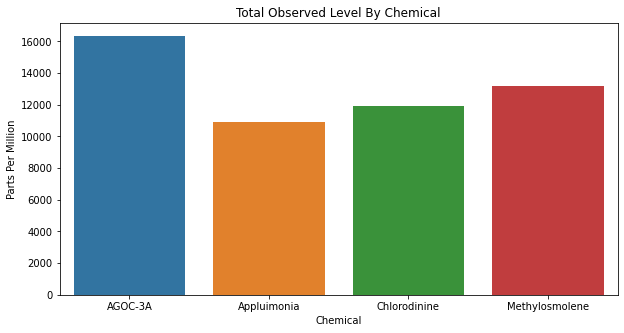 Total Observed Level By Chemical
Parts Per Million
16000
14000
12000
10000
8000
6000
4000
2000
0
AGOC-3A
Appluimonia
Chlorodinine
Methylosmolene
Chemical